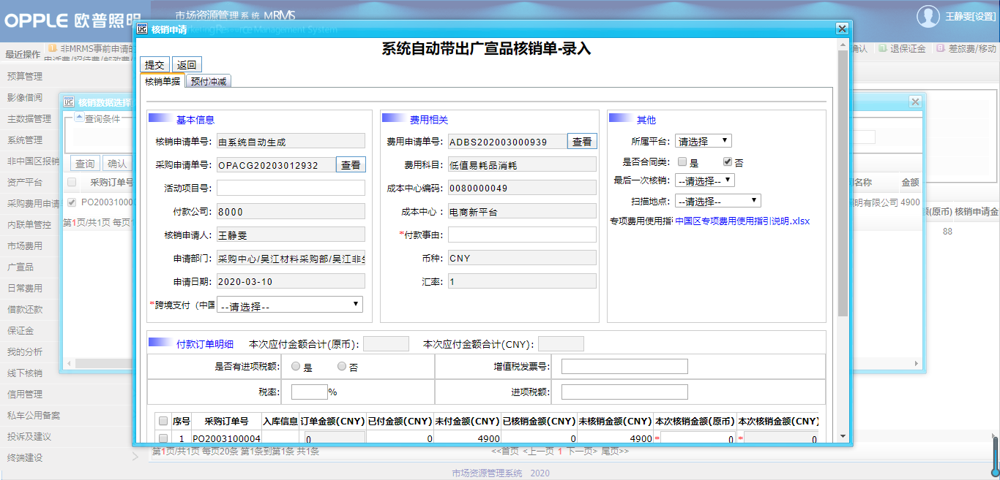 OPPLE 欧普照明
市场资源管理系统 MRMS
王静雯[设置]
最近操作
非MRMS事前申请的
确认 退保证金 差旅费/移动
预算管理
影像借阅
主数据管理
系统管理
非中国区报销
资产平台
采购费用申请
内联单管控
市场费用
广宣品
日常费用
借款还款
保证金
我的分析
线下核销
信用管理
私车公用备案
投诉及建议
终端建设
核销数据选择
查询条件
查询 确认
采购订单号
PO2003100
第1页/共1页 每页
名称 金额
明有限公司 4900
(原币) 核销申请金
88
核销申请
系统自动带出广宣品核销单-录入
提交 返回
核销单据 预付冲减
基本信息
核销申请单号: 由系统自动生成
采购申请单号: OPACG20203012932 查看
活动项目号:
付款公司: 8000
核销申请人: 王静雯
申请部门: 采购中心/吴江材料采购部/吴江非
申请日期: 2020-03-10
*跨境支付（中国 --请选择--
费用相关
费用申请单号: ADBS202003000939 查看
费用科目: 低值易耗品消耗
成本中心编码: 0080000049
成本中心 : 电商新平台
*付款事由:
币种: CNY
汇率: 1
其他
所属平台: 请选择
是否合同类: 是 否
最后一次核销: --请选择--
扫描地点: --请选择--
专项费用使用指 中国区专项费用使用指引说明.xlsx
付款订单明细 本次应付金额合计(原币): 本次应付金额合计(CNY):
是否有进项税额: 是 否 增值税发票号:
税率: % 进项税额:
序号 采购订单号 入库信息 订单金额(CNY) 已付金额(CNY) 未付金额(CNY) 已核销金额(CNY) 未核销金额(CNY) 本次核销金额(原币) 本次核销金额(CNY)
1 PO2003100004 0 0 4900 0 4900 * 0 * 0
第1页/共1页 每页20条 第1条到第1条 共1条 <<首页 <上一页 1 下一页> 尾页>>
市场资源管理系统 2020